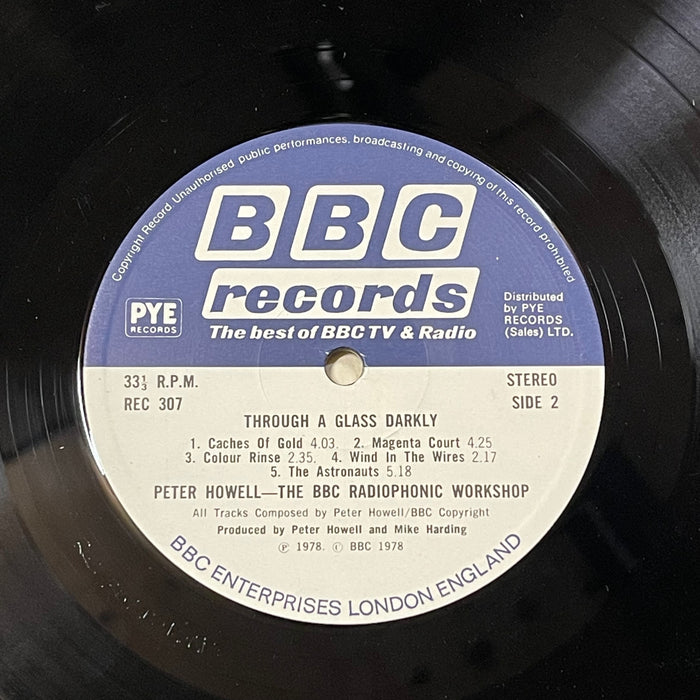 Copyright Record. Unauthorised public performances, broadcasting and copying of this record prohibited
BBC
records
The best of BBC TV & Radio
PYE
RECORDS
Distributed
by PYE
RECORDS
(Sales) LTD.
33⅓ R.P.M.
REC 307
STEREO
SIDE 2
THROUGH A GLASS DARKLY
1. Caches Of Gold 4.03. 2. Magenta Court 4.25
3. Colour Rinse 2.35. 4. Wind In The Wires 2.17
5. The Astronauts 5.18
PETER HOWELL—THE BBC RADIOPHONIC WORKSHOP
All Tracks Composed by Peter Howell/BBC Copyright
Produced by Peter Howell and Mike Harding
℗ 1978. © BBC 1978
BBC ENTERPRISES LONDON ENGLAND